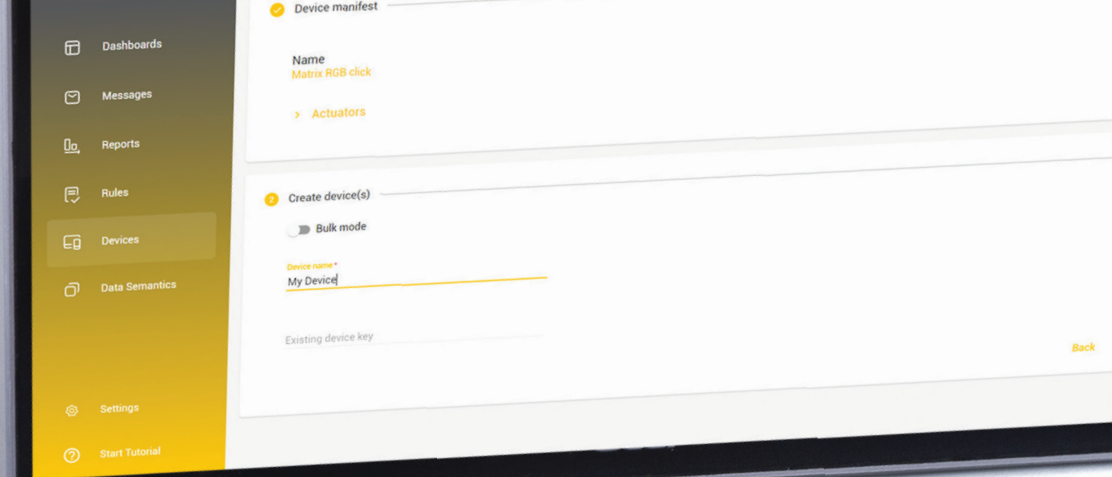 Dashboards
Messages
Reports
Rules
Devices
Data Semantics
Settings
Start Tutorial
Device manifest
Name
Matrix RGB click
Actuators
2 Create device(s)
Bulk mode
Device name *
My Device
Existing device key
Back